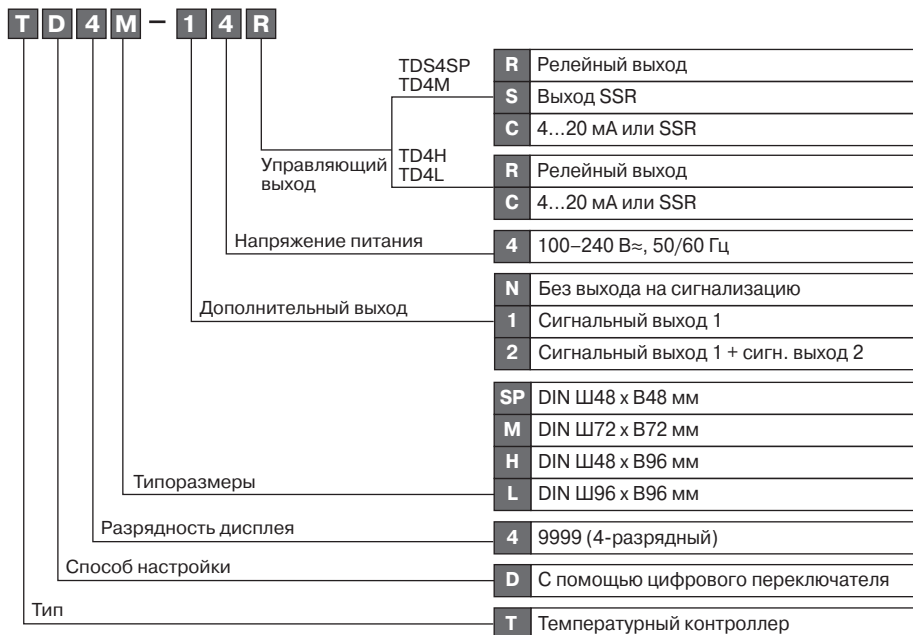 TD4M-14R
TDS4SP
TD4M
R Релейный выход
S Выход SSR
C 4...20 мА или SSR
Управляющий
выход
TD4H
TD4L
R Релейный выход
C 4...20 мА или SSR
Напряжение питания
4 100–240 В≂, 50/60 Гц
Дополнительный выход
N Без выхода на сигнализацию
1 Сигнальный выход 1
2 Сигнальный выход 1 + сигн. выход 2
Типоразмеры
SP DIN Ш48 x В48 мм
M DIN Ш72 x В72 мм
H DIN Ш48 x В96 мм
L DIN Ш96 x В96 мм
Разрядность дисплея
4 9999 (4-разрядный)
Способ настройки
D С помощью цифрового переключателя
Тип
T Температурный контроллер